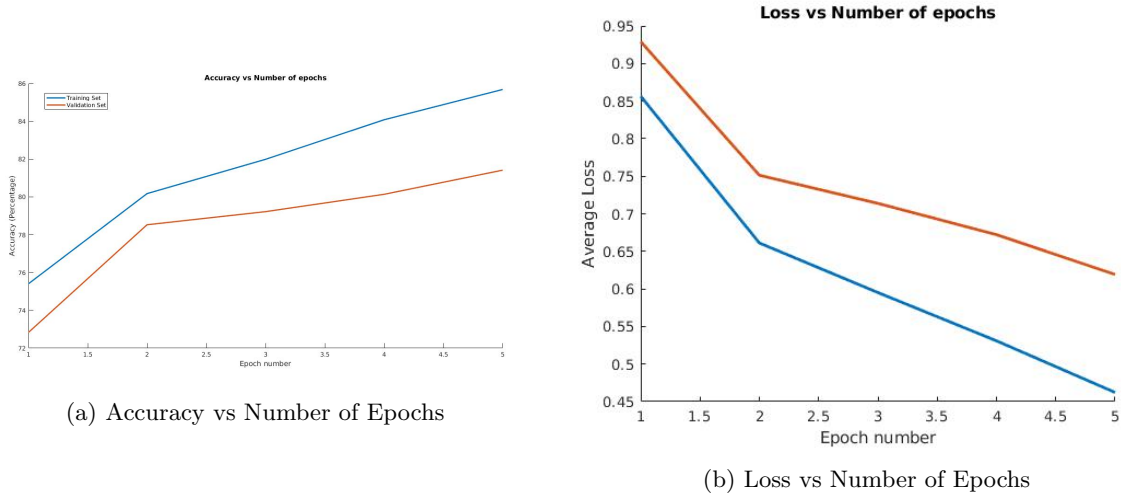 Accuracy vs Number of epochs
Training Set
Validation Set
Accuracy (Percentage)
86
84
82
80
78
76
74
72
1 1.5 2 2.5 3 3.5 4 4.5 5
Epoch number
(a) Accuracy vs Number of Epochs
Loss vs Number of epochs
Average Loss
0.95
0.9
0.85
0.8
0.75
0.7
0.65
0.6
0.55
0.5
0.45
1 1.5 2 2.5 3 3.5 4 4.5 5
Epoch number
(b) Loss vs Number of Epochs